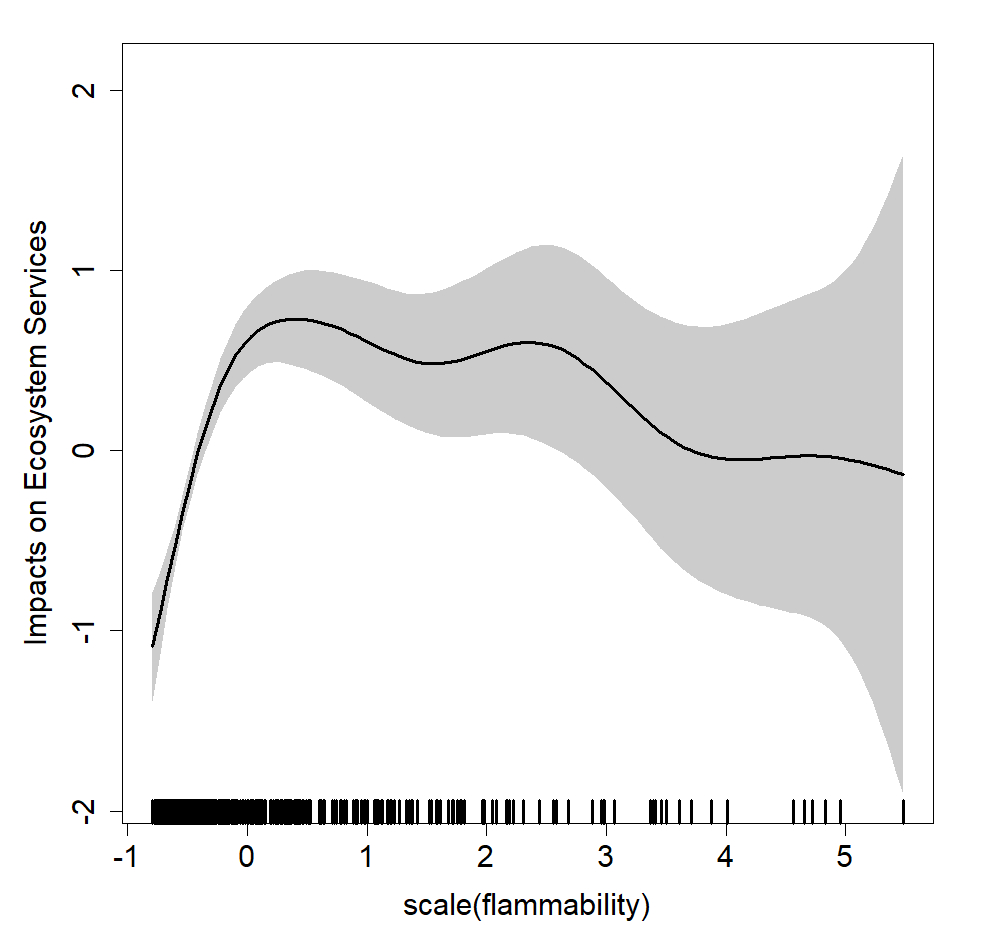 2
1
0
-1
-2
Impacts on Ecosystem Services
-1 0 1 2 3 4 5
scale(flammability)